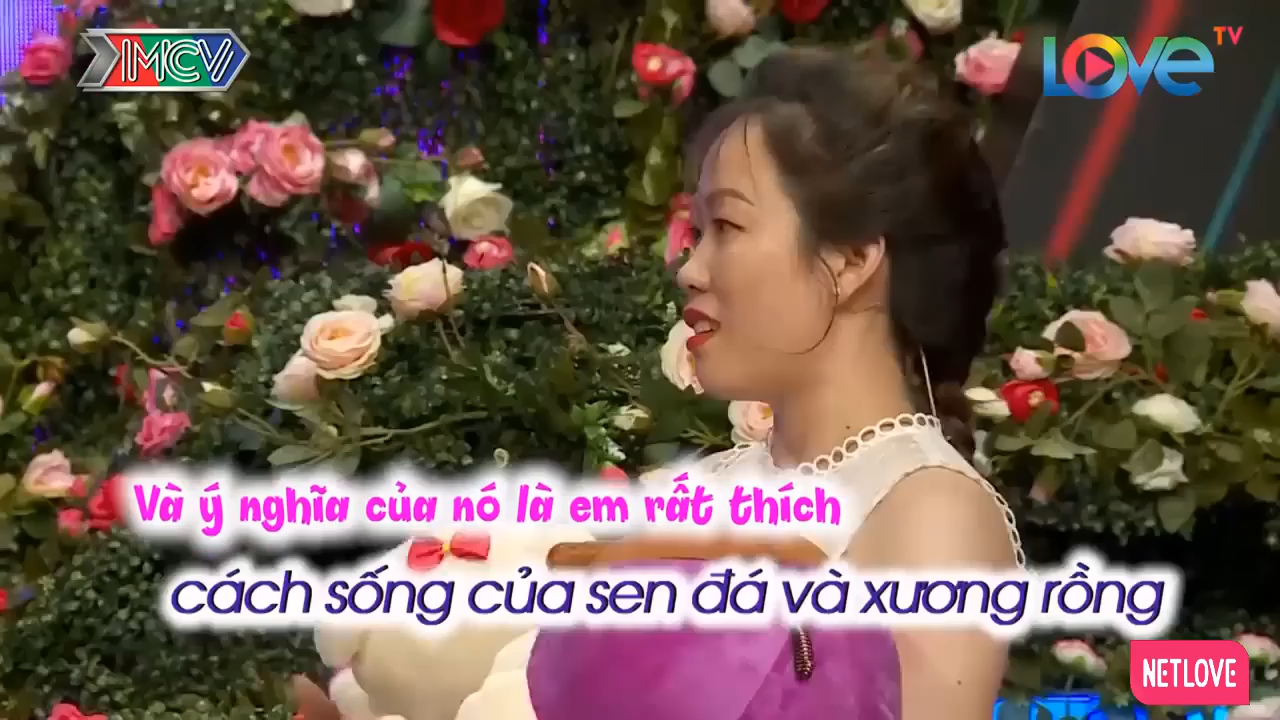 MCV
LOVE TV
Và ý nghĩa của nó là em rất thích
cách sống của sen đá và xương rồng
NETLOVE